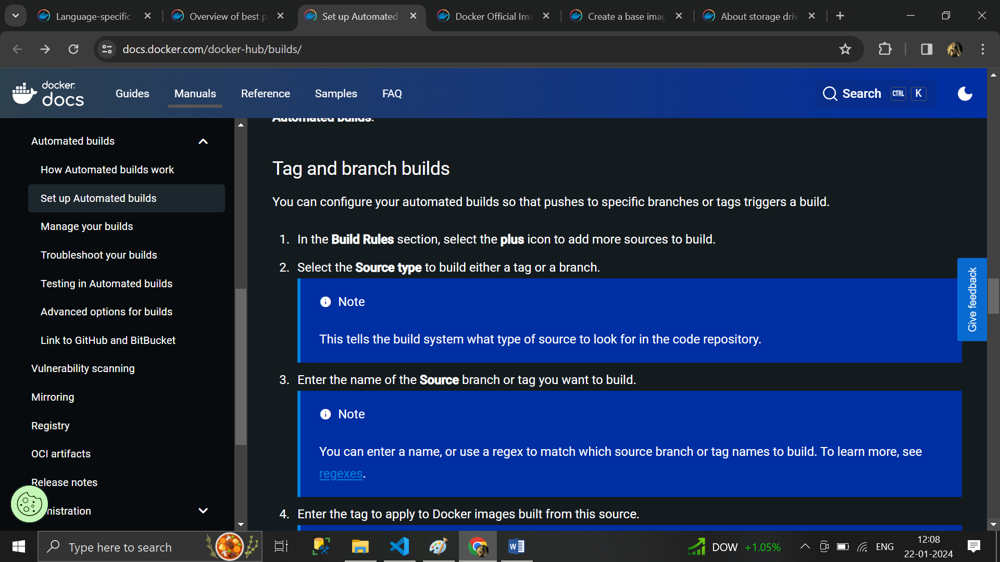 Language-specific
Overview of best p
Set up Automated
Docker Official Ima
Create a base imag
About storage driv
docs.docker.com/docker-hub/builds/
docker
docs
Guides
Manuals
Reference
Samples
FAQ
Search
CTRL
K
Automated builds
How Automated builds work
Set up Automated builds
Manage your builds
Troubleshoot your builds
Testing in Automated builds
Advanced options for builds
Link to GitHub and BitBucket
Vulnerability scanning
Mirroring
Registry
OCI artifacts
Release notes
nistration
Automated builds.
Tag and branch builds
You can configure your automated builds so that pushes to specific branches or tags triggers a build.
1. In the Build Rules section, select the plus icon to add more sources to build.
2. Select the Source type to build either a tag or a branch.
Note
This tells the build system what type of source to look for in the code repository.
3. Enter the name of the Source branch or tag you want to build.
Note
You can enter a name, or use a regex to match which source branch or tag names to build. To learn more, see
regexes.
4. Enter the tag to apply to Docker images built from this source.
Give feedback
Type here to search
DOW +1.05%
ENG
12:08
22-01-2024